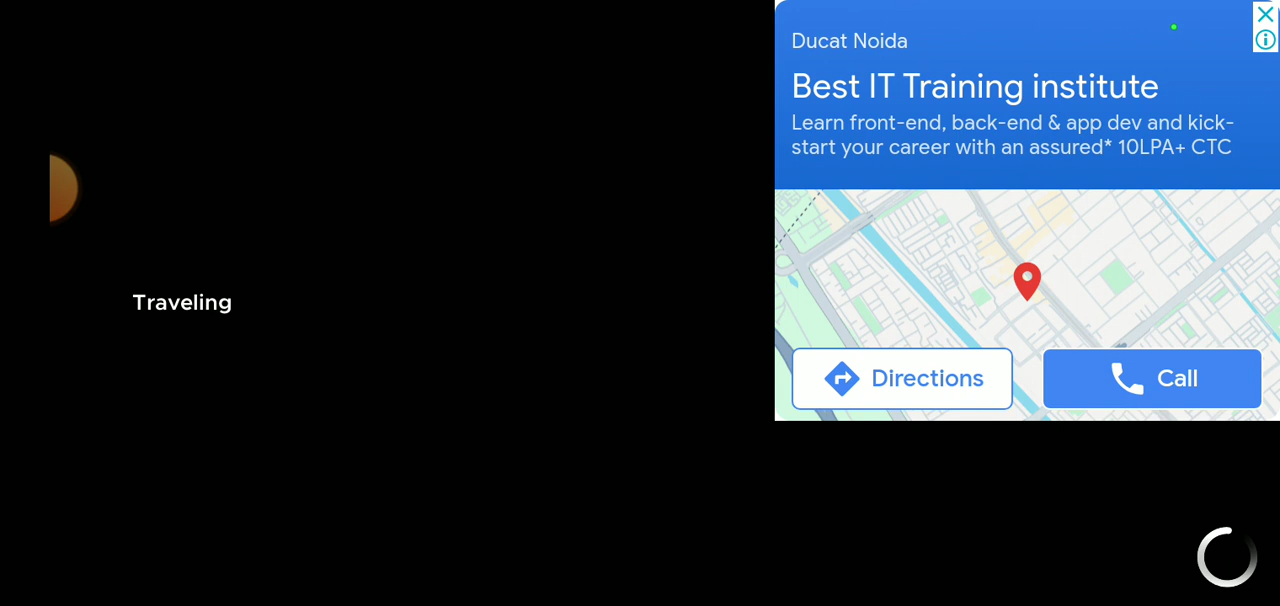 Ducat Noida
Best IT Training institute
Learn front-end, back-end & app dev and kick-
start your career with an assured* 10LPA+ CTC
Traveling
Directions
Call